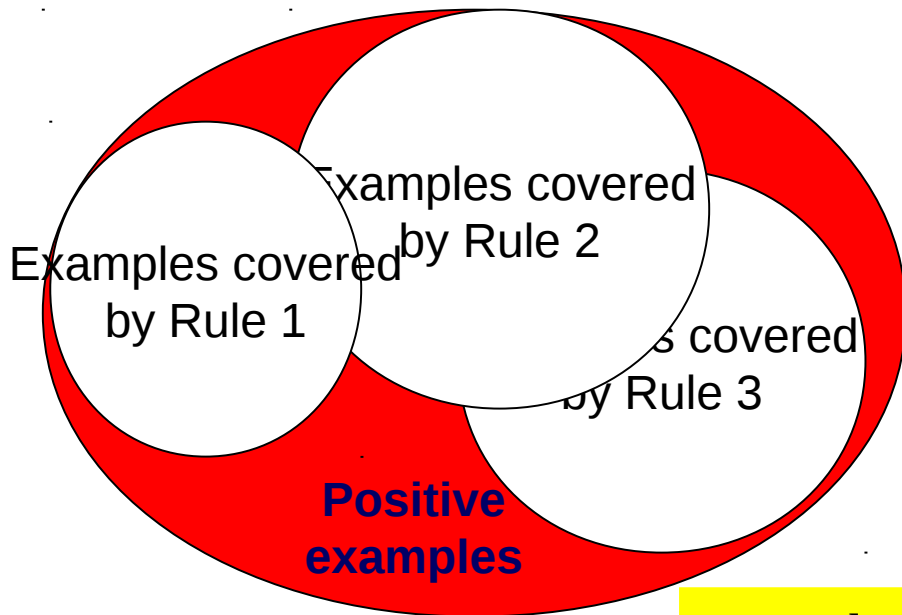 Examples covered
by Rule 2
Examples covered
by Rule 1
covered
by Rule 3
Positive
examples